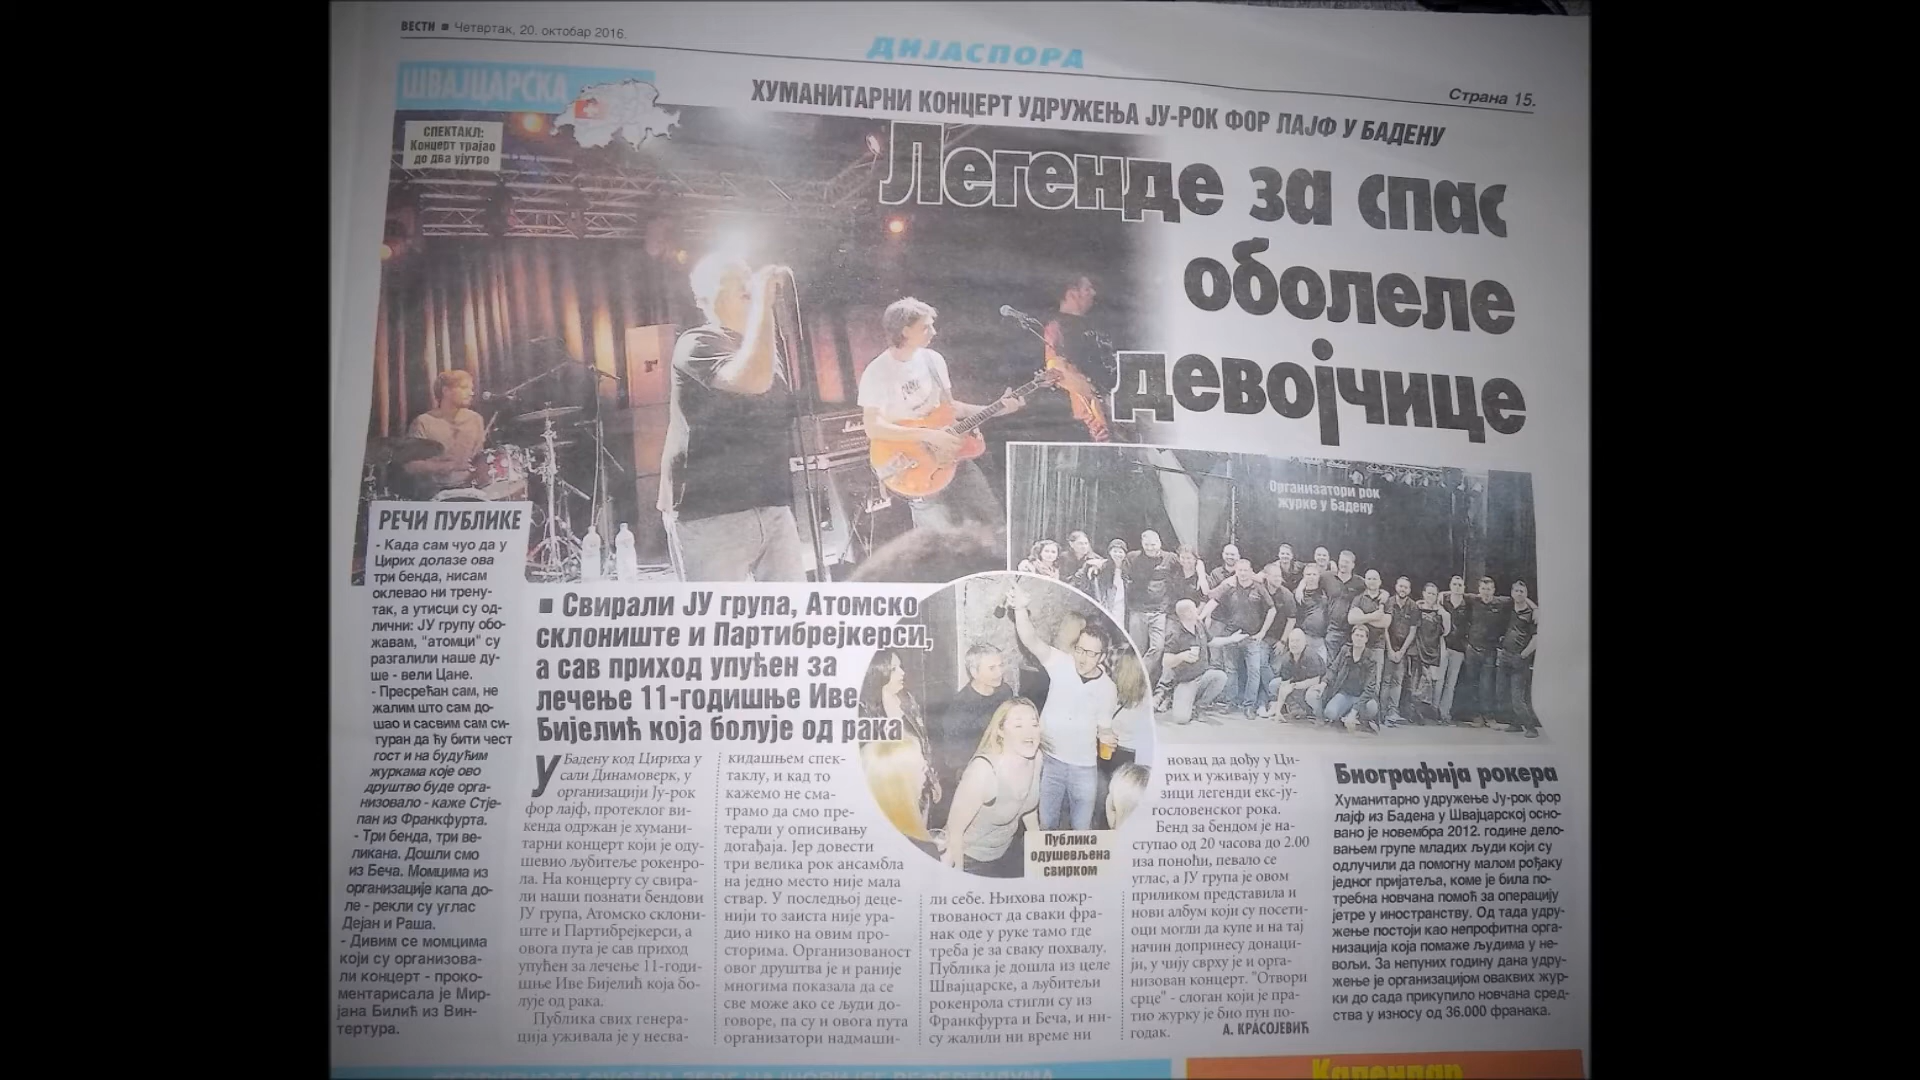 ВЕСТИ ■ Четвртак, 20. октобар 2016.
ДИЈАСПОРА
Страна 15.
ШВАЈЦАРСКА
ХУМАНИТАРНИ КОНЦЕРТ УДРУЖЕЊА ЈУ-РОК ФОР ЛАЈФ У БАДЕНУ
Легенде за спас
оболеле
девојчице
СПЕКТАКЛ:
Концерт трајао
до два ујутро
Организатори рок
журке у Бадену
РЕЧИ ПУБЛИКЕ
- Када сам чуо да у
Цирих долазе ова
три бенда, нисам
оклевао ни трену-
так, а утисци су од-
лични: ЈУ групу обо-
жавам, "атомци" су
разгалили наше ду-
ше - вели Цане.
- Пресрећан сам, не
жалим што сам до-
шао и сасвим сам си-
гуран да ћу бити чест
гост и на будућим
журкама које ово
друштво буде орга-
низовало - каже Стје-
пан из Франкфурта.
- Три бенда, три ве-
ликана. Дошли смо
из Беча. Момцима из
организације капа до-
ле - рекли су углас
Дејан и Раша.
- Дивим се момцима
који су организова-
ли концерт - проко-
ментарисала је Мир-
јана Билић из Вин-
тертура.
■ Свирали ЈУ група, Атомско
склониште и Партибрејкерси,
а сав приход упућен за
лечење 11-годишње Иве
Бијелић која болује од рака
У Бадену код Цириха у
сали Динамоверк, у
организацији Ју-рок
фор лајф, протеклог ви-
кенда одржан је хумани-
тарни концерт који је оду-
шевио љубитеље рокенро-
ла. На концерту су свира-
ли наши познати бендови
ЈУ група, Атомско склони-
ште и Партибрејкерси, а
овога пута је сав приход
упућен за лечење 11-годи-
шње Иве Бијелић која бо-
лује од рака.
Публика свих генера-
ција уживала је у несва-
кидашњем спек-
таклу, и кад то
кажемо не сма-
трамо да смо пре-
терали у описивању
догађаја. Јер довести
три велика рок ансамбла
на једно место није мала
ствар. У последњој деце-
нији то заиста није ура-
дио нико на овим про-
сторима. Организованост
овог друштва је и раније
многима показала да се
све може ако се људи до-
говоре, па су и овога пута
организатори надмаши-
ли себе. Њихова пожр-
твованост да сваки фра-
нак оде у руке тамо где
треба је за сваку похвалу.
Публика је дошла из целе
Швајцарске, а љубитељи
рокенрола стигли су из
Франкфурта и Беча, и ни-
су жалили ни време ни
новац да дођу у Ци-
рих и уживају у му-
зици легенди екс-ју-
гословенског рока.
Бенд за бендом је на-
ступао од 20 часова до 2.00
иза поноћи, певало се
углас, а ЈУ група је овом
приликом представила и
нови албум који су посети-
оци могли да купе и на тај
начин допринесу донаци-
ји, у чију сврху је и орга-
низован концерт. "Отвори
срце" - слоган који је пра-
тио журку је био пун по-
годак.
А. КРАСОЈЕВИЋ
Публика
одушевљена
свирком
Биографија рокера
Хуманитарно удружење Ју-рок фор
лајф из Бадена у Швајцарској осно-
вано је новембра 2012. године дело-
вањем групе младих људи који су
одлучили да помогну малом рођаку
једног пријатеља, коме је била по-
требна новчана помоћ за операцију
јетре у иностранству. Од тада удру-
жење постоји као непрофитна орга-
низација која помаже људима у не-
вољи. За непуних годину дана удру-
жење је организацијом оваквих жур-
ки до сада прикупило новчана сред-
ства у износу од 36.000 франака.
Календар